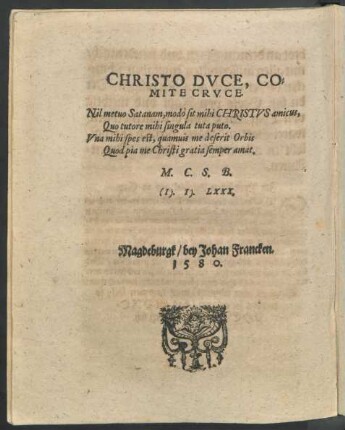 CHRISTO DVCE, CO-
MITE CRVCE.
Nil metuo Satanam, modò sit mihi CHRISTVS amicus,
Quo tutore mihi singula tuta puto.
Vna mihi spes est, quamuis me deserit Orbis
Quod pia me Christi gratia semper amat.
M. C. S. B.
(I). I). LXXX.
Magdeburgk / bey Johan Francken.
1580.